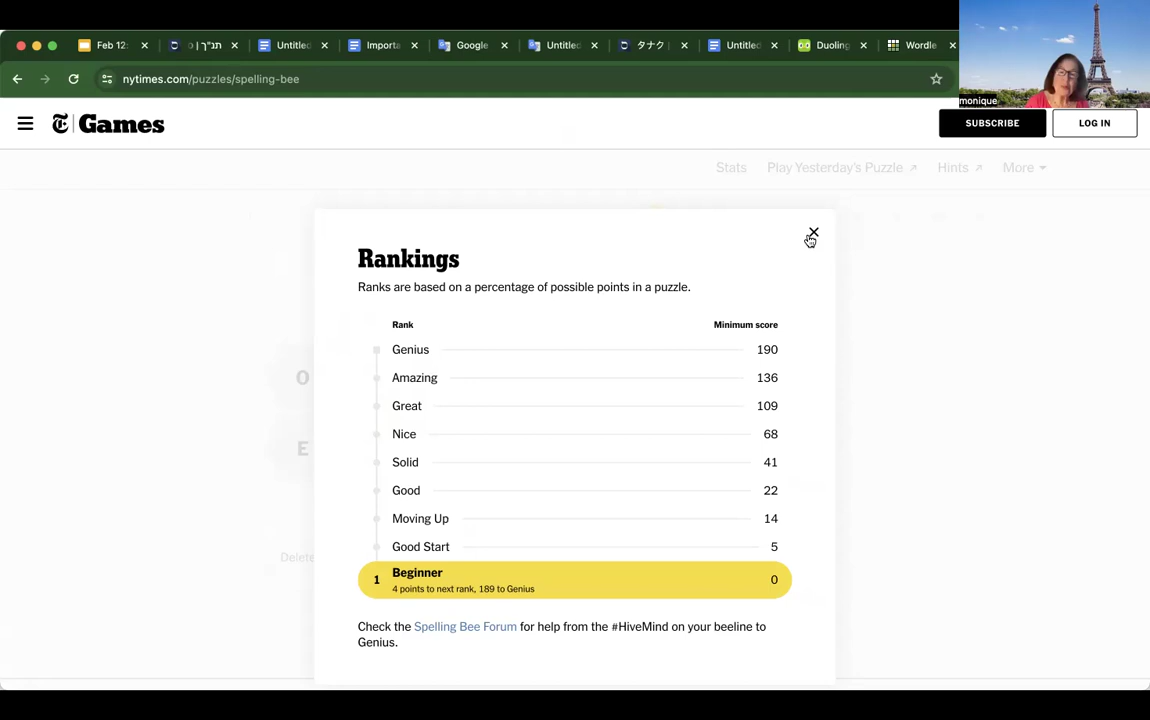 Feb 12:
תנ"ך | ס
Untitled
Importa
Google
Untitled
タナク |
Untitled
Duoling
Wordle
nytimes.com/puzzles/spelling-bee
monique
T Games
SUBSCRIBE
LOG IN
Stats
Play Yesterday's Puzzle
Hints
More
Rankings
Ranks are based on a percentage of possible points in a puzzle.
Rank Minimum score
Genius 190
Amazing 136
Great 109
Nice 68
Solid 41
Good 22
Moving Up 14
Good Start 5
1 Beginner 0
4 points to next rank, 189 to Genius
Check the Spelling Bee Forum for help from the #HiveMind on your beeline to
Genius.
O
E
Delete